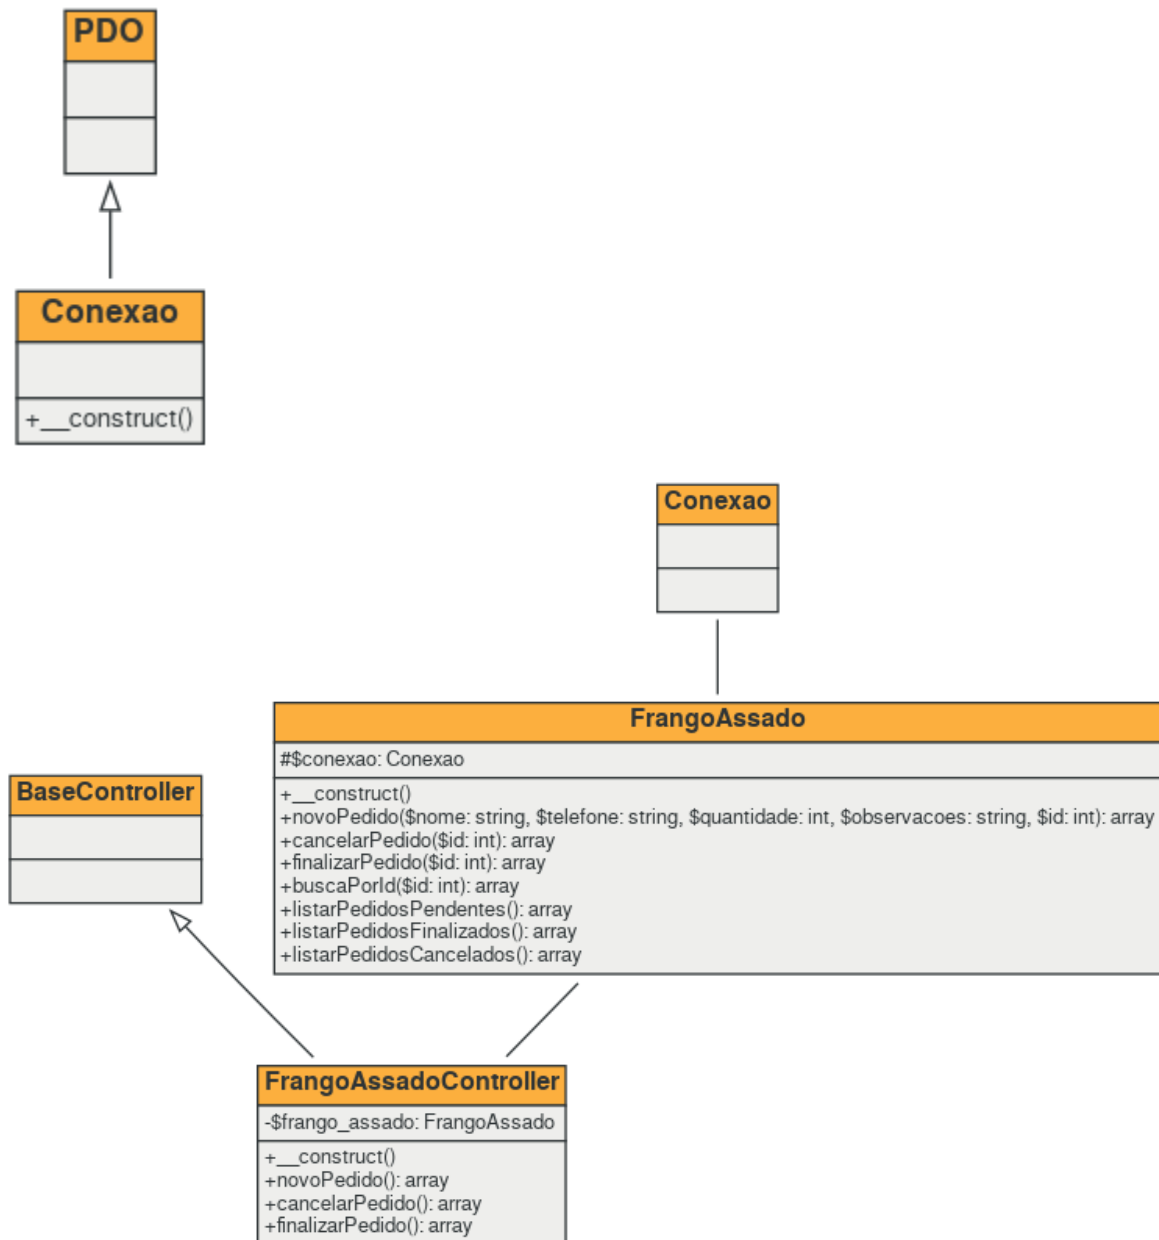 PDO
Conexao
+__construct()
Conexao
FrangoAssado
#$conexao: Conexao
+__construct()
+novoPedido($nome: string, $telefone: string, $quantidade: int, $observacoes: string, $id: int): array
+cancelarPedido($id: int): array
+finalizarPedido($id: int): array
+buscaPorId($id: int): array
+listarPedidosPendentes(): array
+listarPedidosFinalizados(): array
+listarPedidosCancelados(): array
BaseController
FrangoAssadoController
-$frango_assado: FrangoAssado
+__construct()
+novoPedido(): array
+cancelarPedido(): array
+finalizarPedido(): array